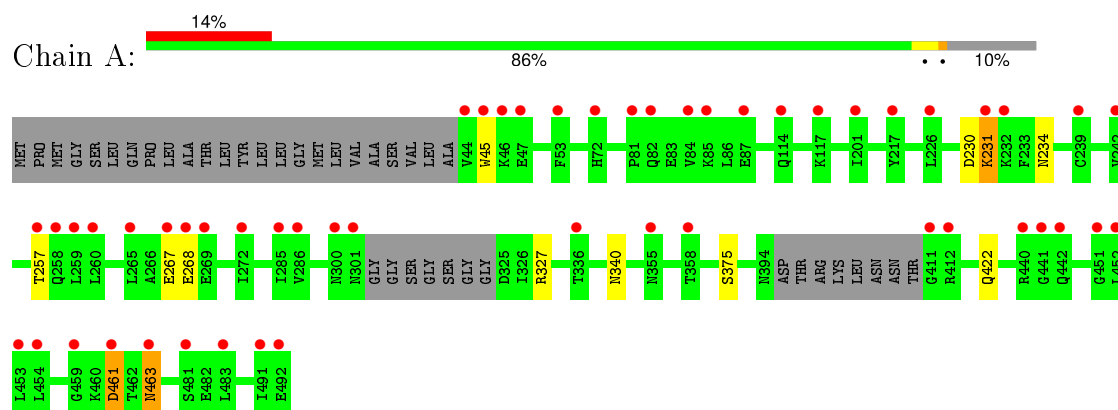 14%
Chain A:
86%
• •
10%
MET PRO MET GLY SER LEU GLN PRO LEU ALA THR LEU TYR LEU LEU GLY MET LEU VAL ALA SER VAL LEU ALA V44 W45 K46 E47 F53 H72 P81 Q82 E83 V84 K85 L86 E87 Q114 K117 I201 Y217 L226 D230 K231 K232 F233 N234 C239 V242
T257 Q258 L259 L260 L265 A266 E267 E268 E269 I272 I285 V286 N300 N301 GLY GLY SER GLY SER GLY GLY D325 I326 R327 T336 N340 N355 T358 S375 N394 ASP THR ARG LYS LEU ASN ASN THR G411 R412 Q422 R440 G441 Q442 G451 L452
L453 L454 G459 K460 D461 T462 N463 S481 E482 L483 I491 E492